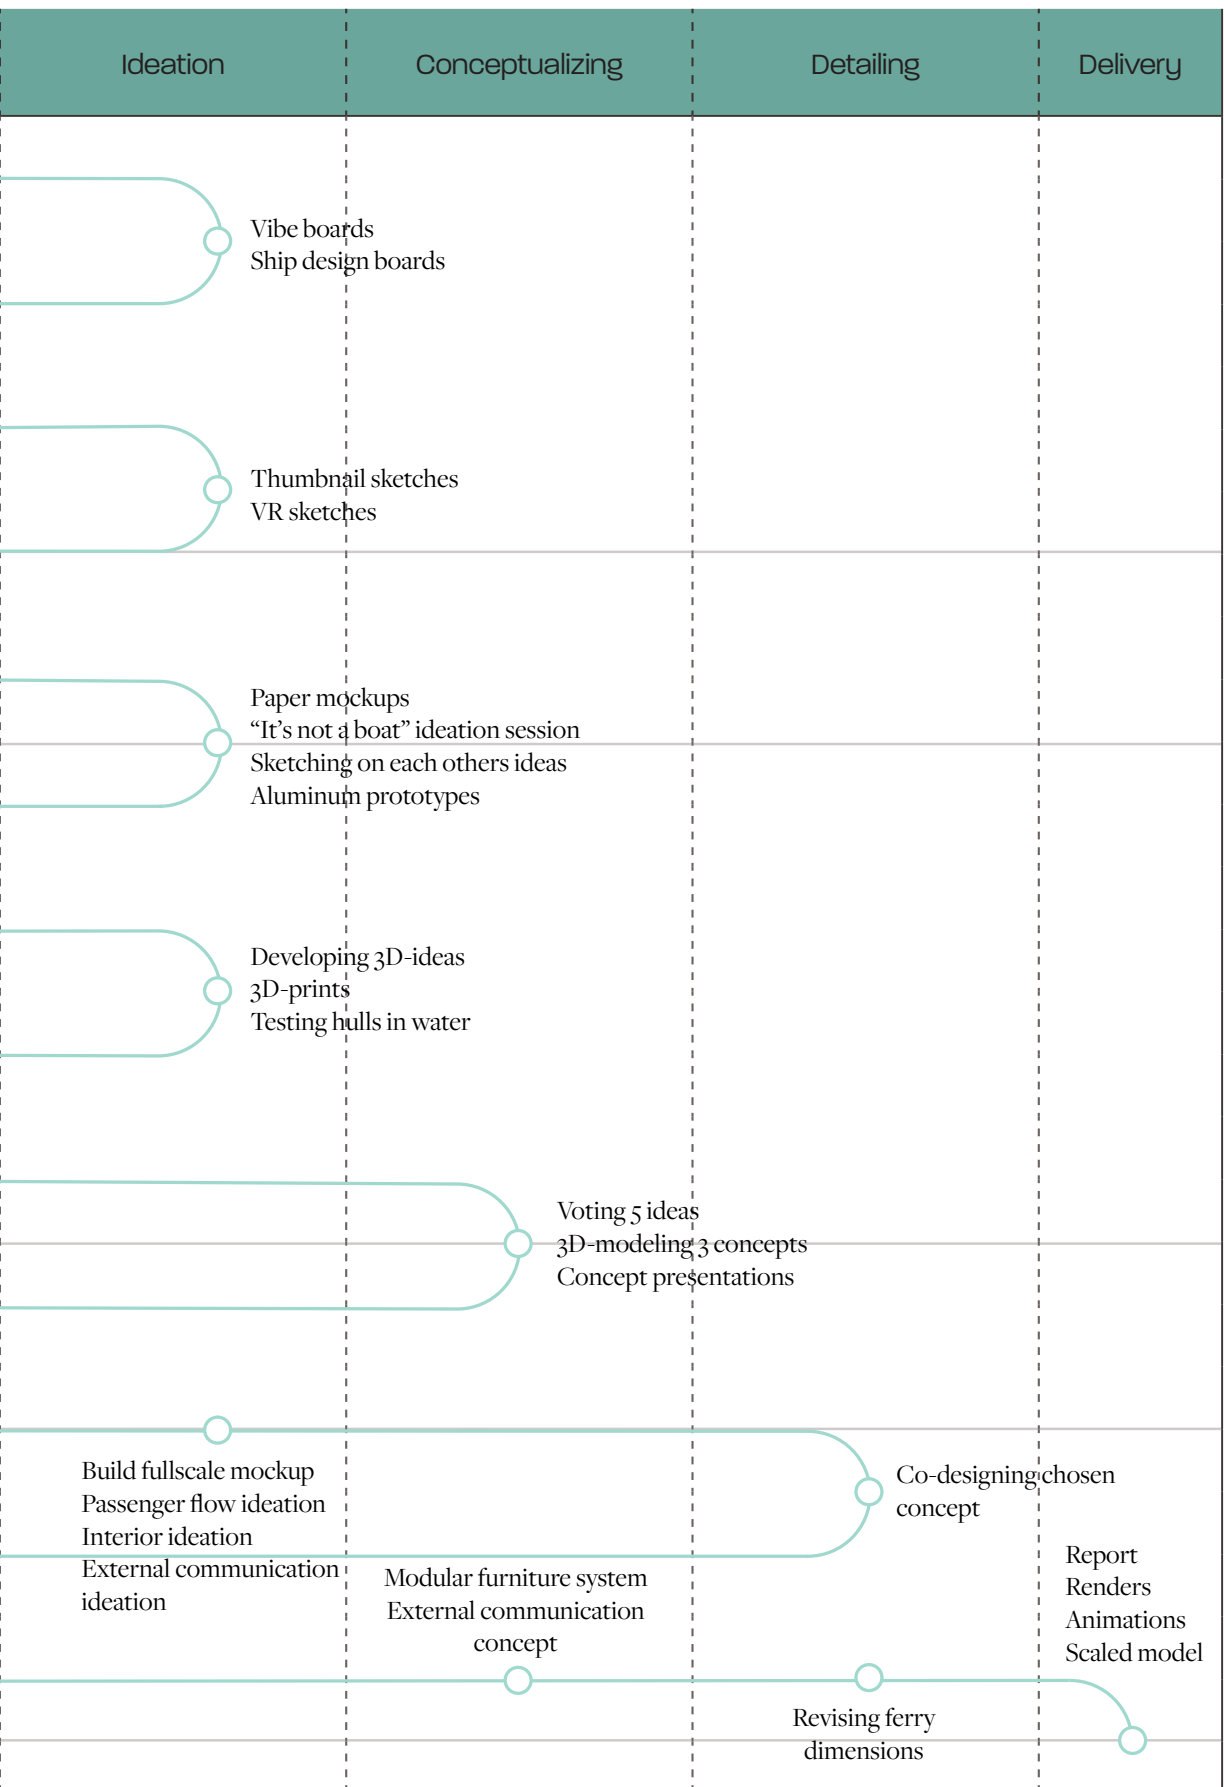 Ideation
Conceptualizing
Detailing
Delivery
Vibe boards
Ship design boards
Thumbnail sketches
VR sketches
Paper mockups
“It’s not a boat” ideation session
Sketching on each others ideas
Aluminum prototypes
Developing 3D-ideas
3D-prints
Testing hulls in water
Voting 5 ideas
3D-modeling 3 concepts
Concept presentations
Build fullscale mockup
Passenger flow ideation
Interior ideation
External communication
ideation
Co-designing chosen
concept
Modular furniture system
External communication
concept
Report
Renders
Animations
Scaled model
Revising ferry
dimensions